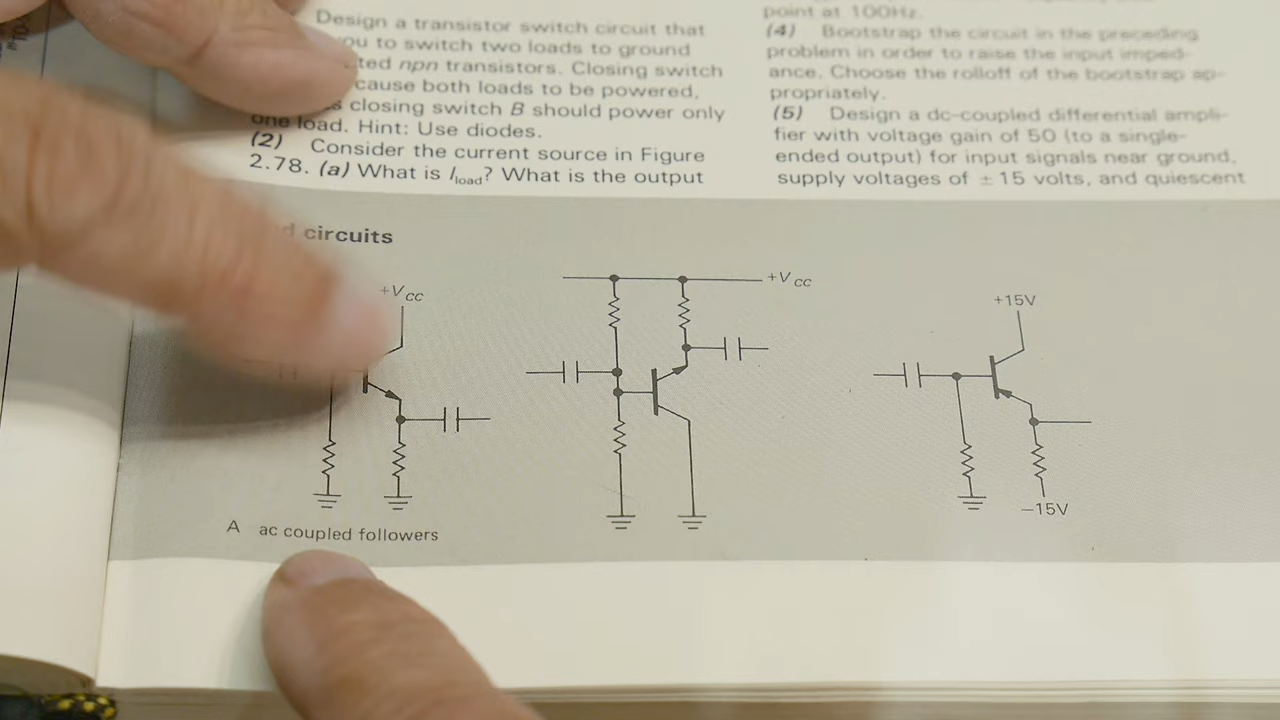 Design a transistor switch circuit that
ou to switch two loads to ground
ted npn transistors. Closing switch
cause both loads to be powered,
closing switch B should power only
one load. Hint: Use diodes.
(2) Consider the current source in Figure
2.78. (a) What is Iload? What is the output
point at 100Hz.
(4) Bootstrap the circuit in the preceding
problem in order to raise the input imped-
ance. Choose the rolloff of the bootstrap ap-
propriately.
(5) Design a dc-coupled differential ampli-
fier with voltage gain of 50 (to a single-
ended output) for input signals near ground,
supply voltages of ±15 volts, and quiescent
circuits
+VCC
+VCC
+15V
−15V
A ac coupled followers